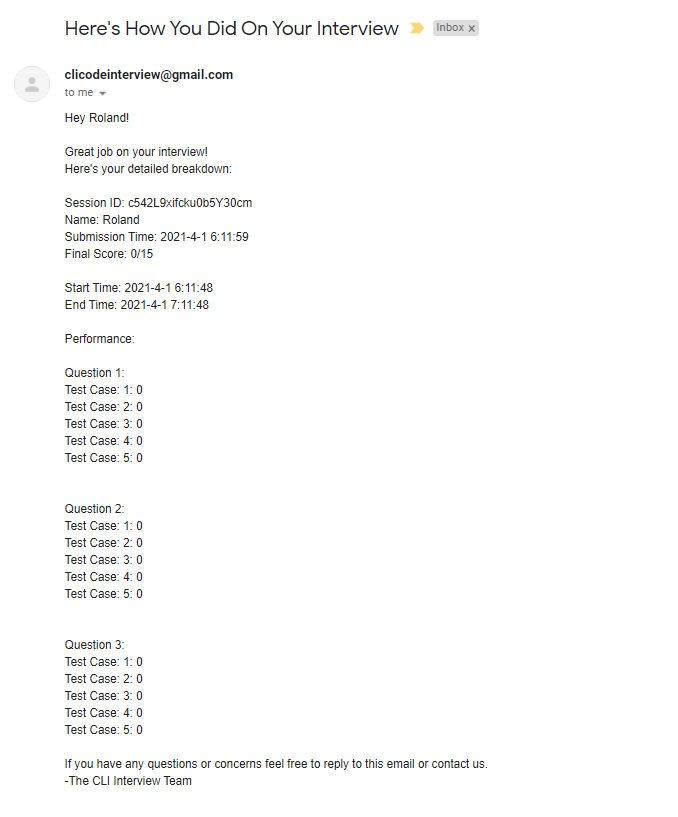 Here's How You Did On Your Interview Inbox x
clicodeinterview@gmail.com
to me
Hey Roland!
Great job on your interview!
Here's your detailed breakdown:
Session ID: c542L9xifcku0b5Y30cm
Name: Roland
Submission Time: 2021-4-1 6:11:59
Final Score: 0/15
Start Time: 2021-4-1 6:11:48
End Time: 2021-4-1 7:11:48
Performance:
Question 1:
Test Case: 1: 0
Test Case: 2: 0
Test Case: 3: 0
Test Case: 4: 0
Test Case: 5: 0
Question 2:
Test Case: 1: 0
Test Case: 2: 0
Test Case: 3: 0
Test Case: 4: 0
Test Case: 5: 0
Question 3:
Test Case: 1: 0
Test Case: 2: 0
Test Case: 3: 0
Test Case: 4: 0
Test Case: 5: 0
If you have any questions or concerns feel free to reply to this email or contact us.
-The CLI Interview Team